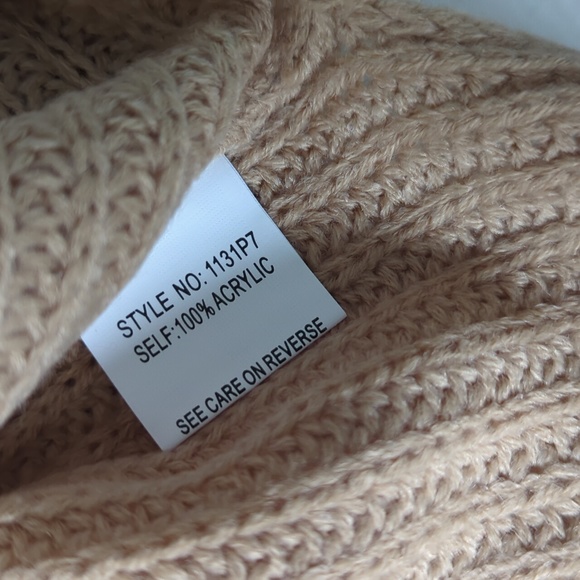 STYLE NO: 1131P7
SELF:100% ACRYLIC
SEE CARE ON REVERSE